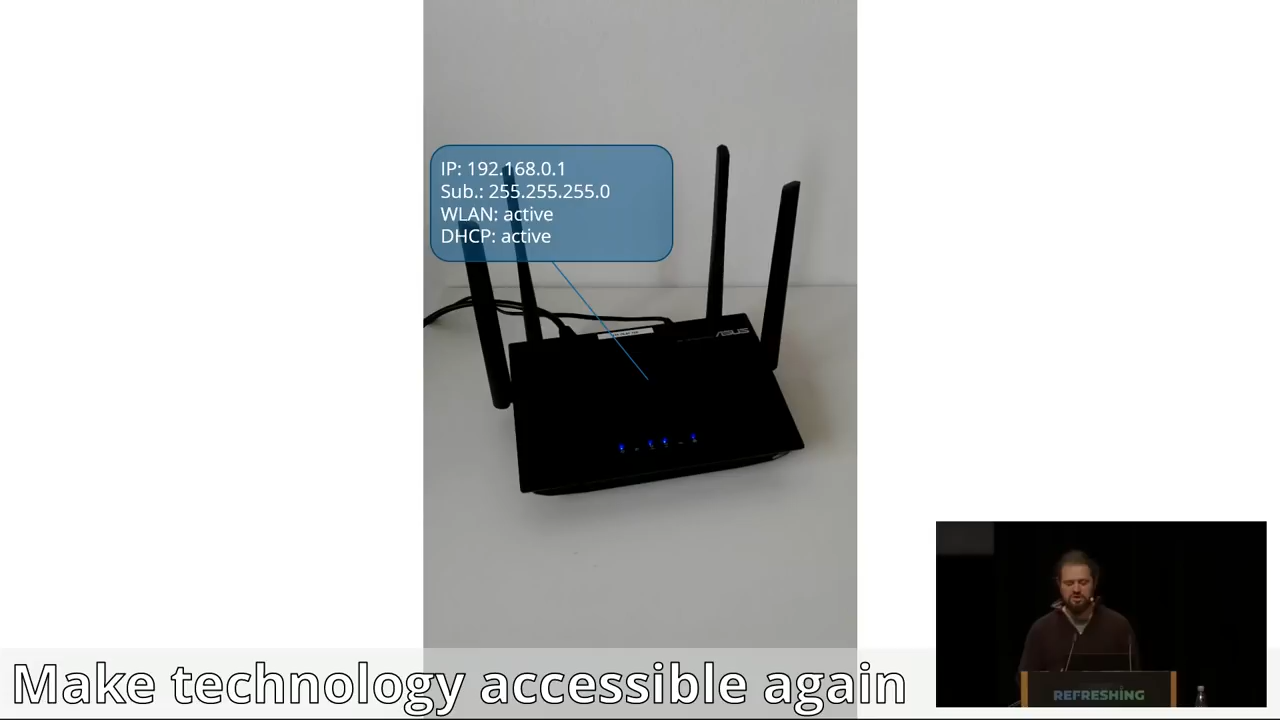 IP: 192.168.0.1
Sub.: 255.255.255.0
WLAN: active
DHCP: active
ASUS
Make technology accessible again
REFRESHING